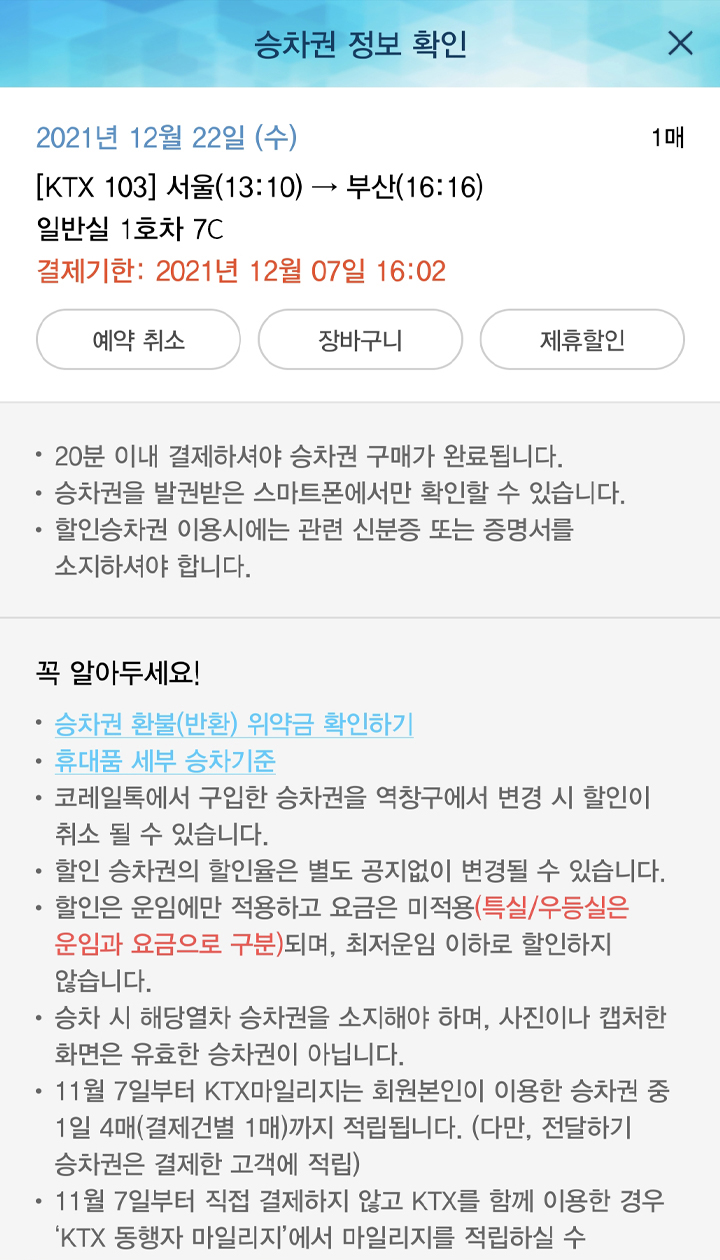 승차권 정보 확인
2021년 12월 22일 (수) 1매
[KTX 103] 서울(13:10) → 부산(16:16)
일반실 1호차 7C
결제기한: 2021년 12월 07일 16:02
예약 취소 장바구니 제휴할인
• 20분 이내 결제하셔야 승차권 구매가 완료됩니다.
• 승차권을 발권받은 스마트폰에서만 확인할 수 있습니다.
• 할인승차권 이용시에는 관련 신분증 또는 증명서를
소지하셔야 합니다.
꼭 알아두세요!
• 승차권 환불(반환) 위약금 확인하기
• 휴대품 세부 승차기준
• 코레일톡에서 구입한 승차권을 역창구에서 변경 시 할인이
취소 될 수 있습니다.
• 할인 승차권의 할인율은 별도 공지없이 변경될 수 있습니다.
• 할인은 운임에만 적용하고 요금은 미적용(특실/우등실은
운임과 요금으로 구분)되며, 최저운임 이하로 할인하지
않습니다.
• 승차 시 해당열차 승차권을 소지해야 하며, 사진이나 캡처한
화면은 유효한 승차권이 아닙니다.
• 11월 7일부터 KTX마일리지는 회원본인이 이용한 승차권 중
1일 4매(결제건별 1매)까지 적립됩니다. (다만, 전달하기
승차권은 결제한 고객에 적립)
• 11월 7일부터 직접 결제하지 않고 KTX를 함께 이용한 경우
‘KTX 동행자 마일리지’에서 마일리지를 적립하실 수